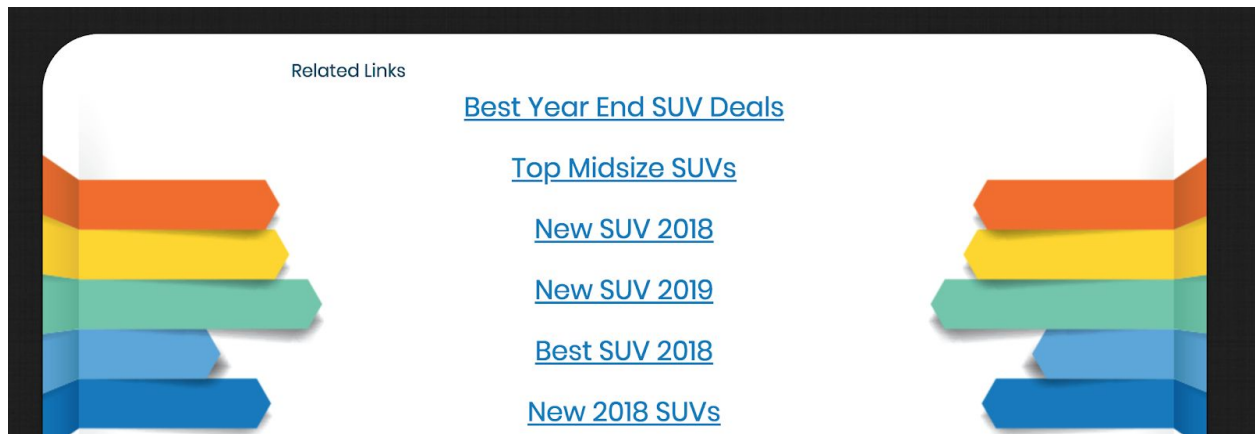 Related Links
Best Year End SUV Deals
Top Midsize SUVs
New SUV 2018
New SUV 2019
Best SUV 2018
New 2018 SUVs